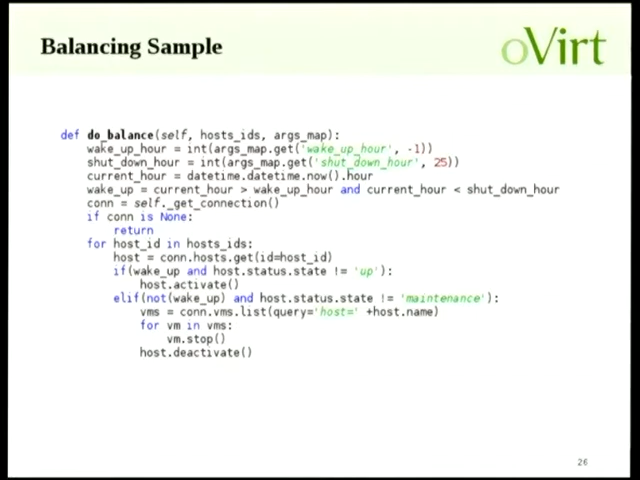 Balancing Sample
oVirt
def do_balance(self, hosts_ids, args_map):
wake_up_hour = int(args_map.get('wake_up_hour', -1))
shut_down_hour = int(args_map.get('shut_down_hour', 25))
current_hour = datetime.datetime.now().hour
wake_up = current_hour > wake_up_hour and current_hour < shut_down_hour
conn = self._get_connection()
if conn is None:
return
for host_id in hosts_ids:
host = conn.hosts.get(id=host_id)
if(wake_up and host.status.state != 'up'):
host.activate()
elif(not(wake_up) and host.status.state != 'maintenance'):
vms = conn.vms.list(query='host=' +host.name)
for vm in vms:
vm.stop()
host.deactivate()
26